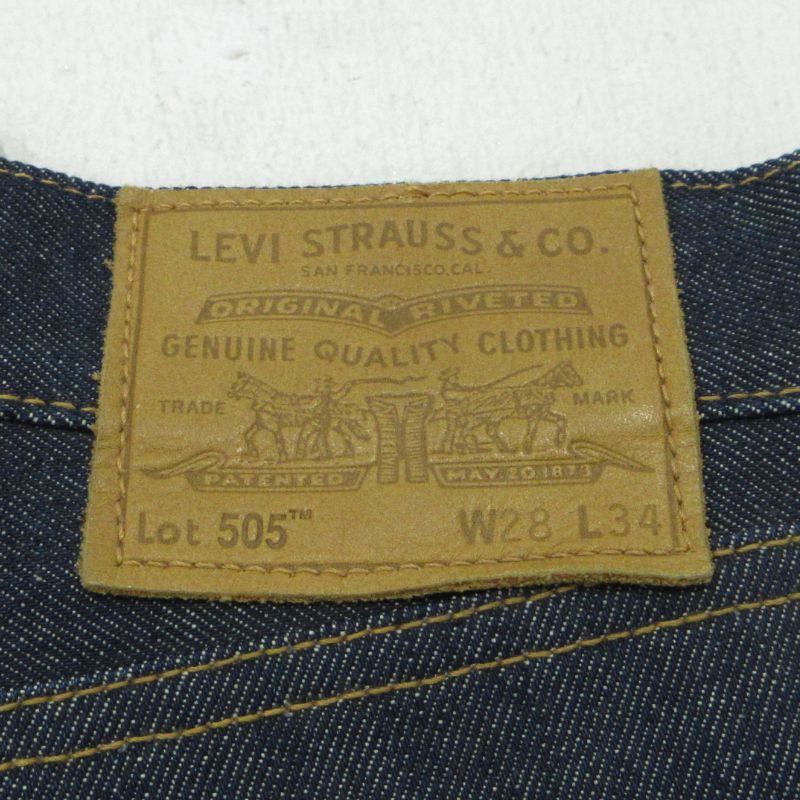 LEVI STRAUSS & CO.
SAN FRANCISCO, CAL.
ORIGINAL RIVETED
GENUINE QUALITY CLOTHING
TRADE MARK
PATENTED MAY 20 1873
Lot 505™ W28 L34